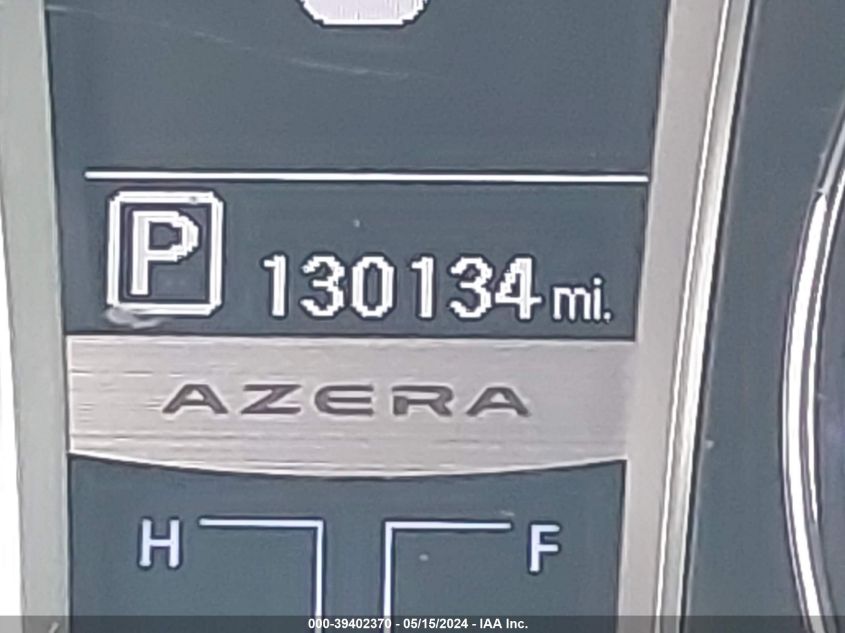 P 130134 mi.
AZERA
H F
000-39402370 - 05/15/2024 - IAA Inc.